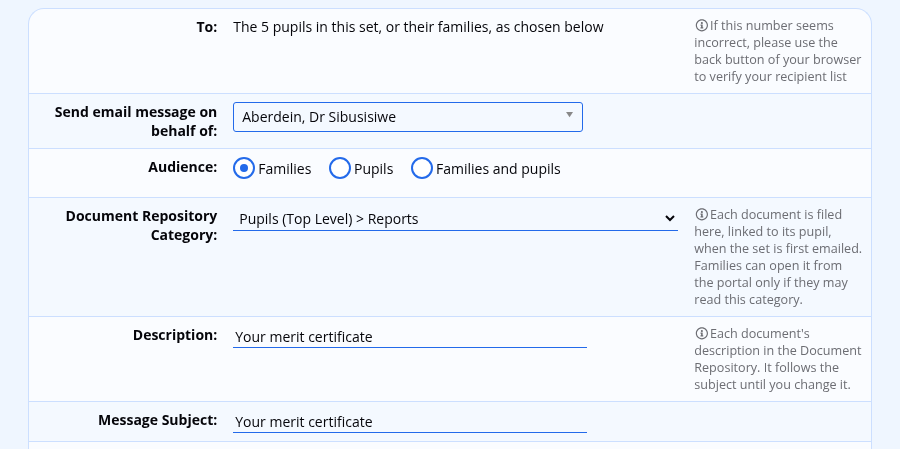 To:
The 5 pupils in this set, or their families, as chosen below
If this number seems
incorrect, please use the
back button of your browser
to verify your recipient list
Send email message on
behalf of:
Aberdein, Dr Sibusisiwe
Audience:
Families
Pupils
Families and pupils
Document Repository
Category:
Pupils (Top Level) > Reports
Each document is filed
here, linked to its pupil,
when the set is first emailed.
Families can open it from
the portal only if they may
read this category.
Description:
Your merit certificate
Each document's
description in the Document
Repository. It follows the
subject until you change it.
Message Subject:
Your merit certificate